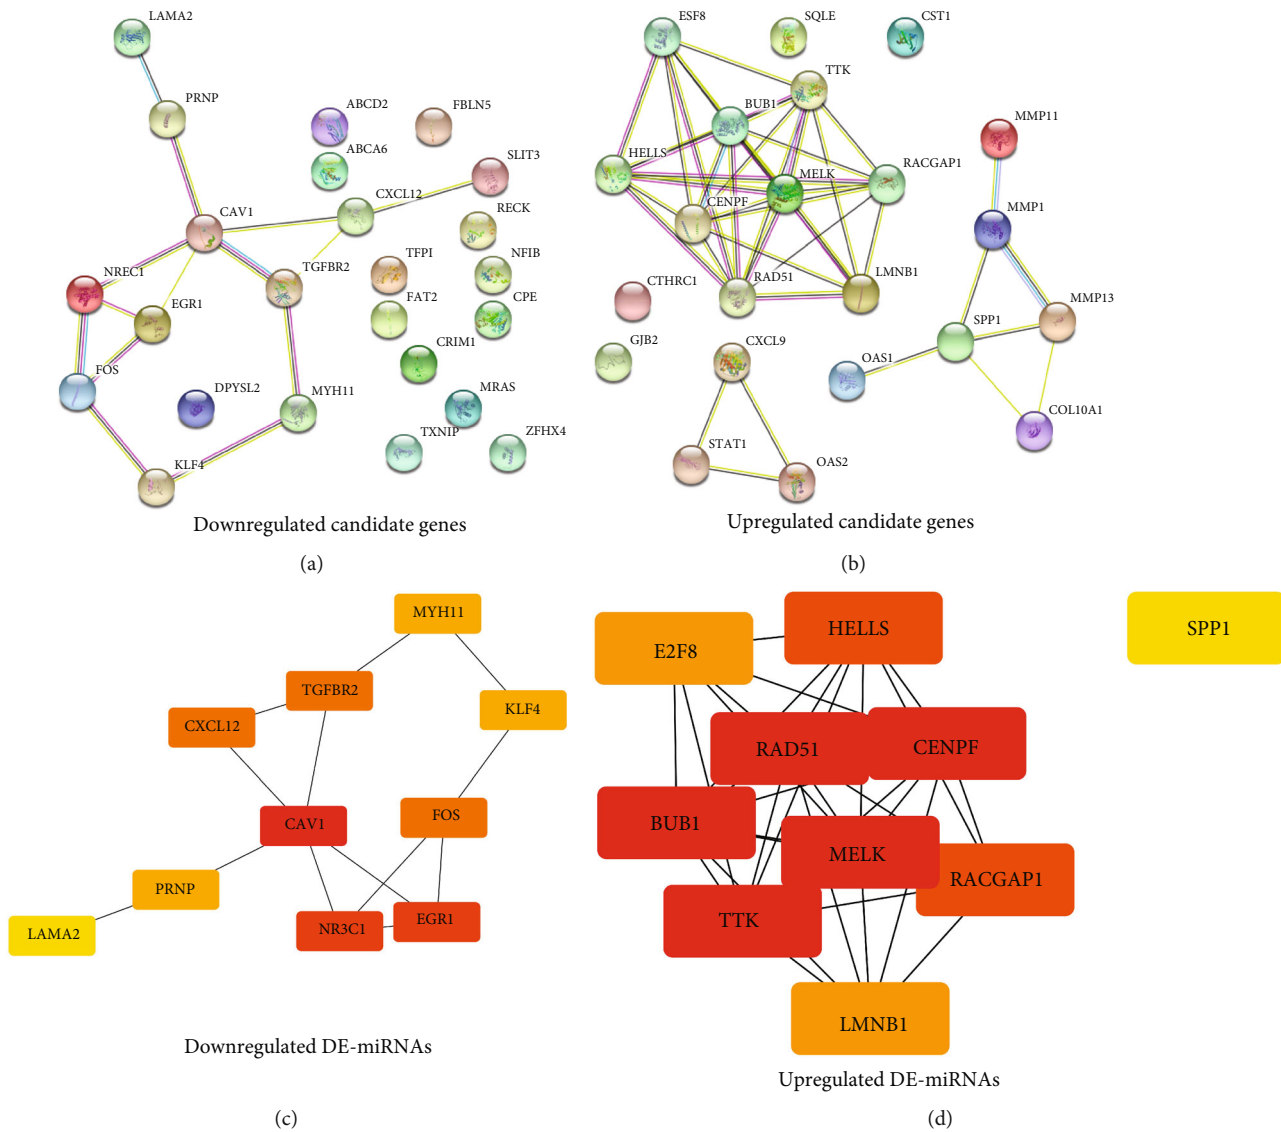 LAMA2
PRNP
ABCD2
FBLN5
ABCA6
SLIT3
CXCL12
RECK
CAV1
TFPI
NFIB
NREC1
TGFBR2
EGR1
FAT2
CPE
CRIM1
FOS
DPYSL2
MYH11
MRAS
TXNIP
ZFHX4
KLF4
Downregulated candidate genes
(a)
ESF8
SQLE
CST1
TTK
BUB1
MMP11
HELLS
MELK
RACGAP1
CENPF
MMP1
CTHRC1
RAD51
LMNB1
MMP13
SPP1
GJB2
CXCL9
OAS1
COL10A1
STAT1
OAS2
Upregulated candidate genes
(b)
MYH11
TGFBR2
KLF4
CXCL12
CAV1
FOS
PRNP
EGR1
NR3C1
LAMA2
Downregulated DE-miRNAs
(c)
HELLS
SPP1
E2F8
RAD51
CENPF
BUB1
MELK
RACGAP1
TTK
LMNB1
Upregulated DE-miRNAs
(d)